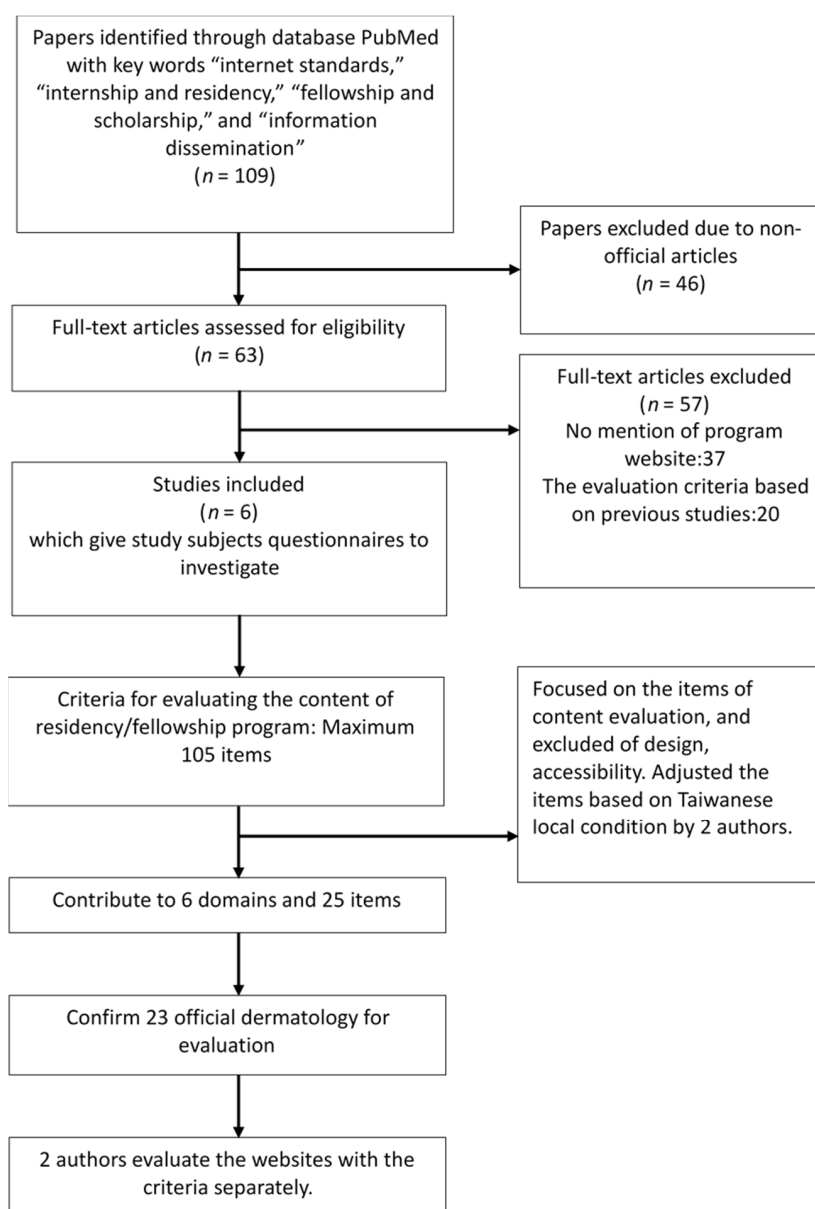 Papers identified through database PubMed
with key words “internet standards,”
“internship and residency,” “fellowship and
scholarship,” and “information
dissemination”
(n = 109)
Papers excluded due to non-
official articles
(n = 46)
Full-text articles assessed for eligibility
(n = 63)
Full-text articles excluded
(n = 57)
No mention of program
website:37
The evaluation criteria based
on previous studies:20
Studies included
(n = 6)
which give study subjects questionnaires to
investigate
Criteria for evaluating the content of
residency/fellowship program: Maximum
105 items
Focused on the items of
content evaluation, and
excluded of design,
accessibility. Adjusted the
items based on Taiwanese
local condition by 2 authors.
Contribute to 6 domains and 25 items
Confirm 23 official dermatology for
evaluation
2 authors evaluate the websites with the
criteria separately.